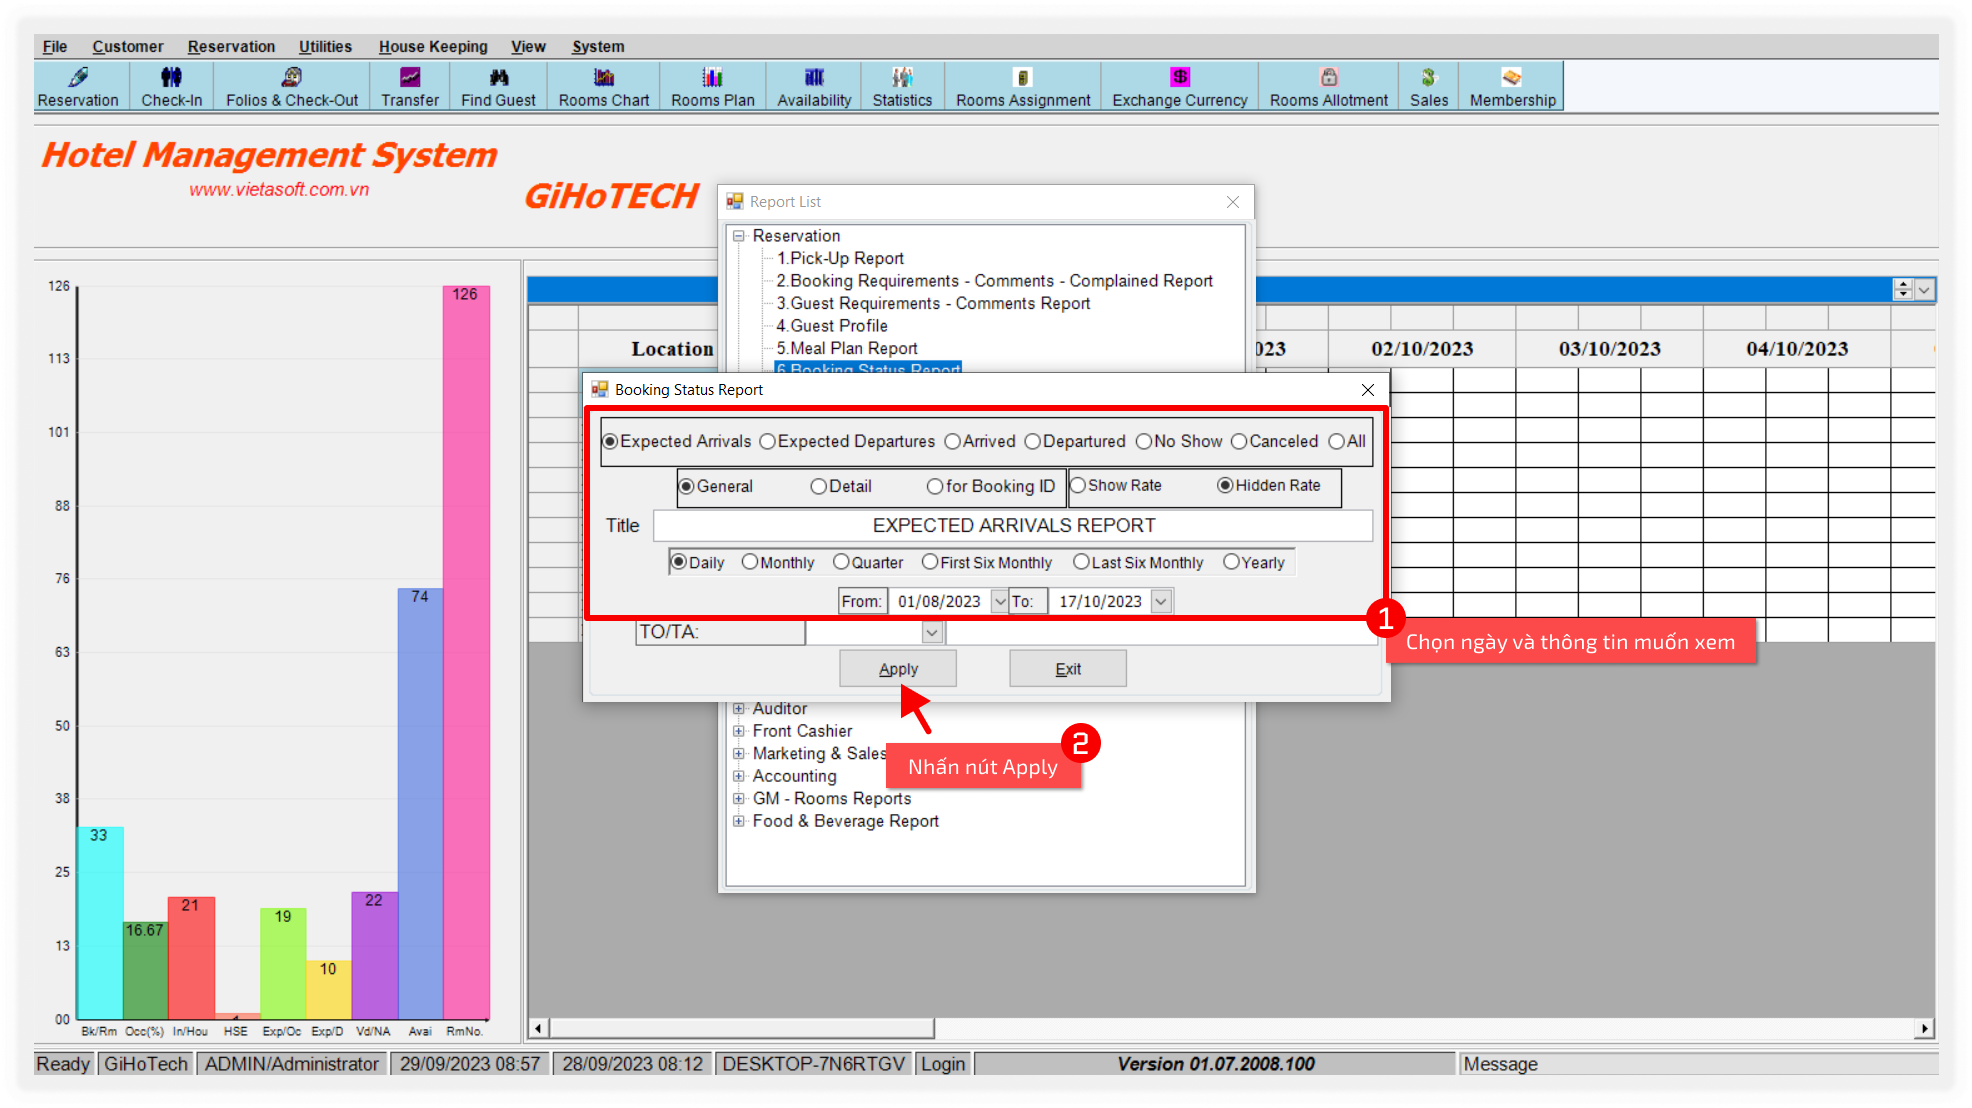 File Customer Reservation Utilities House Keeping View System
Reservation Check-In Folios & Check-Out Transfer Find Guest Rooms Chart Rooms Plan Availability Statistics Rooms Assignment Exchange Currency Rooms Allotment Sales Membership
Hotel Management System
www.vietasoft.com.vn
GiHoTECH
Report List
Reservation
1.Pick-Up Report
2.Booking Requirements - Comments - Complained Report
3.Guest Requirements - Comments Report
4.Guest Profile
5.Meal Plan Report
6.Booking Status Report
Location 023 02/10/2023 03/10/2023 04/10/2023
Booking Status Report
Expected Arrivals Expected Departures Arrived Departured No Show Canceled All
General Detail for Booking ID Show Rate Hidden Rate
Title EXPECTED ARRIVALS REPORT
Daily Monthly Quarter First Six Monthly Last Six Monthly Yearly
From: 01/08/2023 To: 17/10/2023
TO/TA:
Apply Exit
1
Chọn ngày và thông tin muốn xem
2
Nhấn nút Apply
Auditor
Front Cashier
Marketing & Sales
Accounting
GM - Rooms Reports
Food & Beverage Report
126
113
101
88
76
63
50
38
25
13
00
33
16.67
21
19
10
22
74
126
Bk/Rm Occ(%) In/Hou HSE Exp/Oc Exp/D Vd/NA Avai RmNo.
Ready GiHoTech ADMIN/Administrator 29/09/2023 08:57 28/09/2023 08:12 DESKTOP-7N6RTGV Login Version 01.07.2008.100 Message